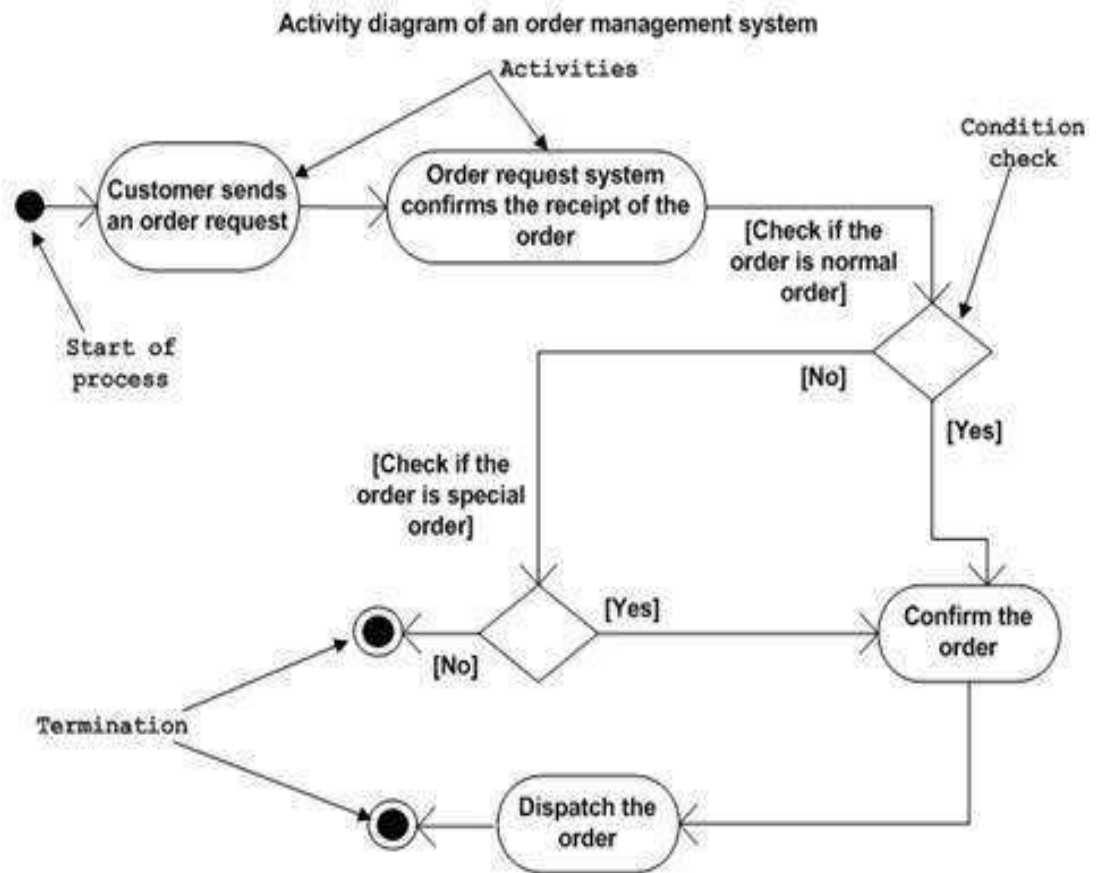 Activity diagram of an order management system
Activities
Condition
check
Customer sends
an order request
Order request system
confirms the receipt of the
order
[Check if the
order is normal
order]
Start of
process
[No]
[Yes]
[Check if the
order is special
order]
[Yes]
[No]
Confirm the
order
Termination
Dispatch the
order